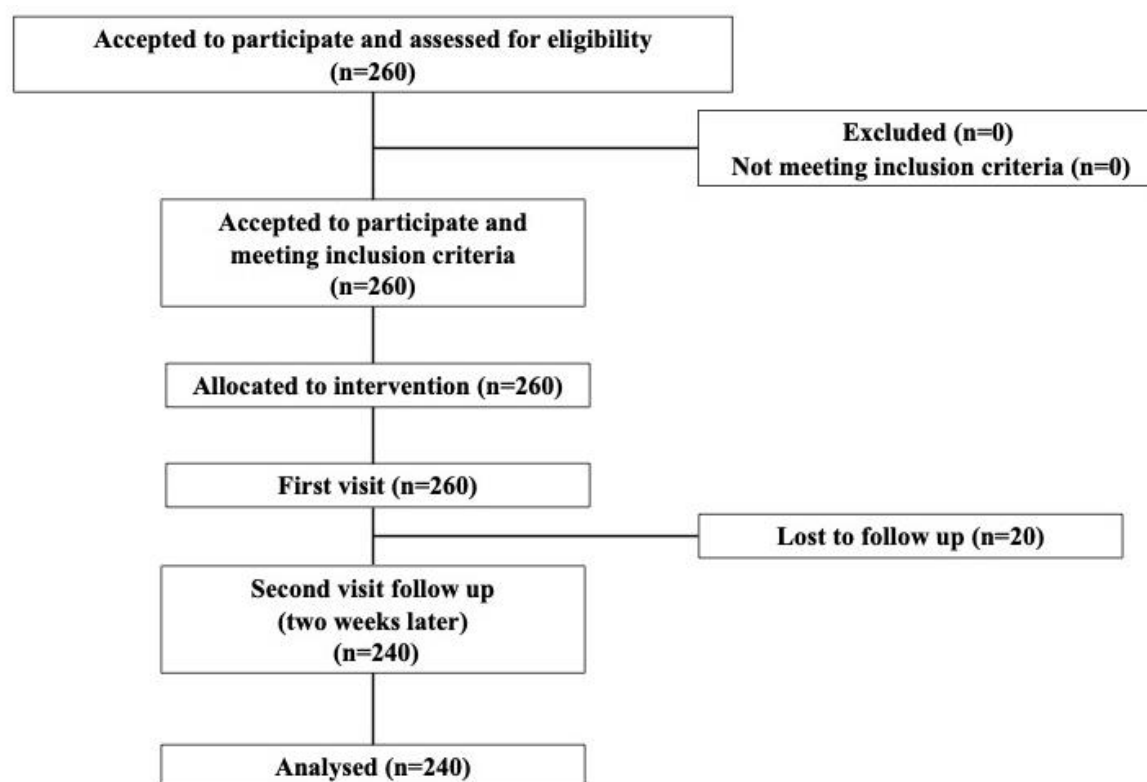 Accepted to participate and assessed for eligibility
(n=260)
Excluded (n=0)
Not meeting inclusion criteria (n=0)
Accepted to participate and
meeting inclusion criteria
(n=260)
Allocated to intervention (n=260)
First visit (n=260)
Lost to follow up (n=20)
Second visit follow up
(two weeks later)
(n=240)
Analysed (n=240)